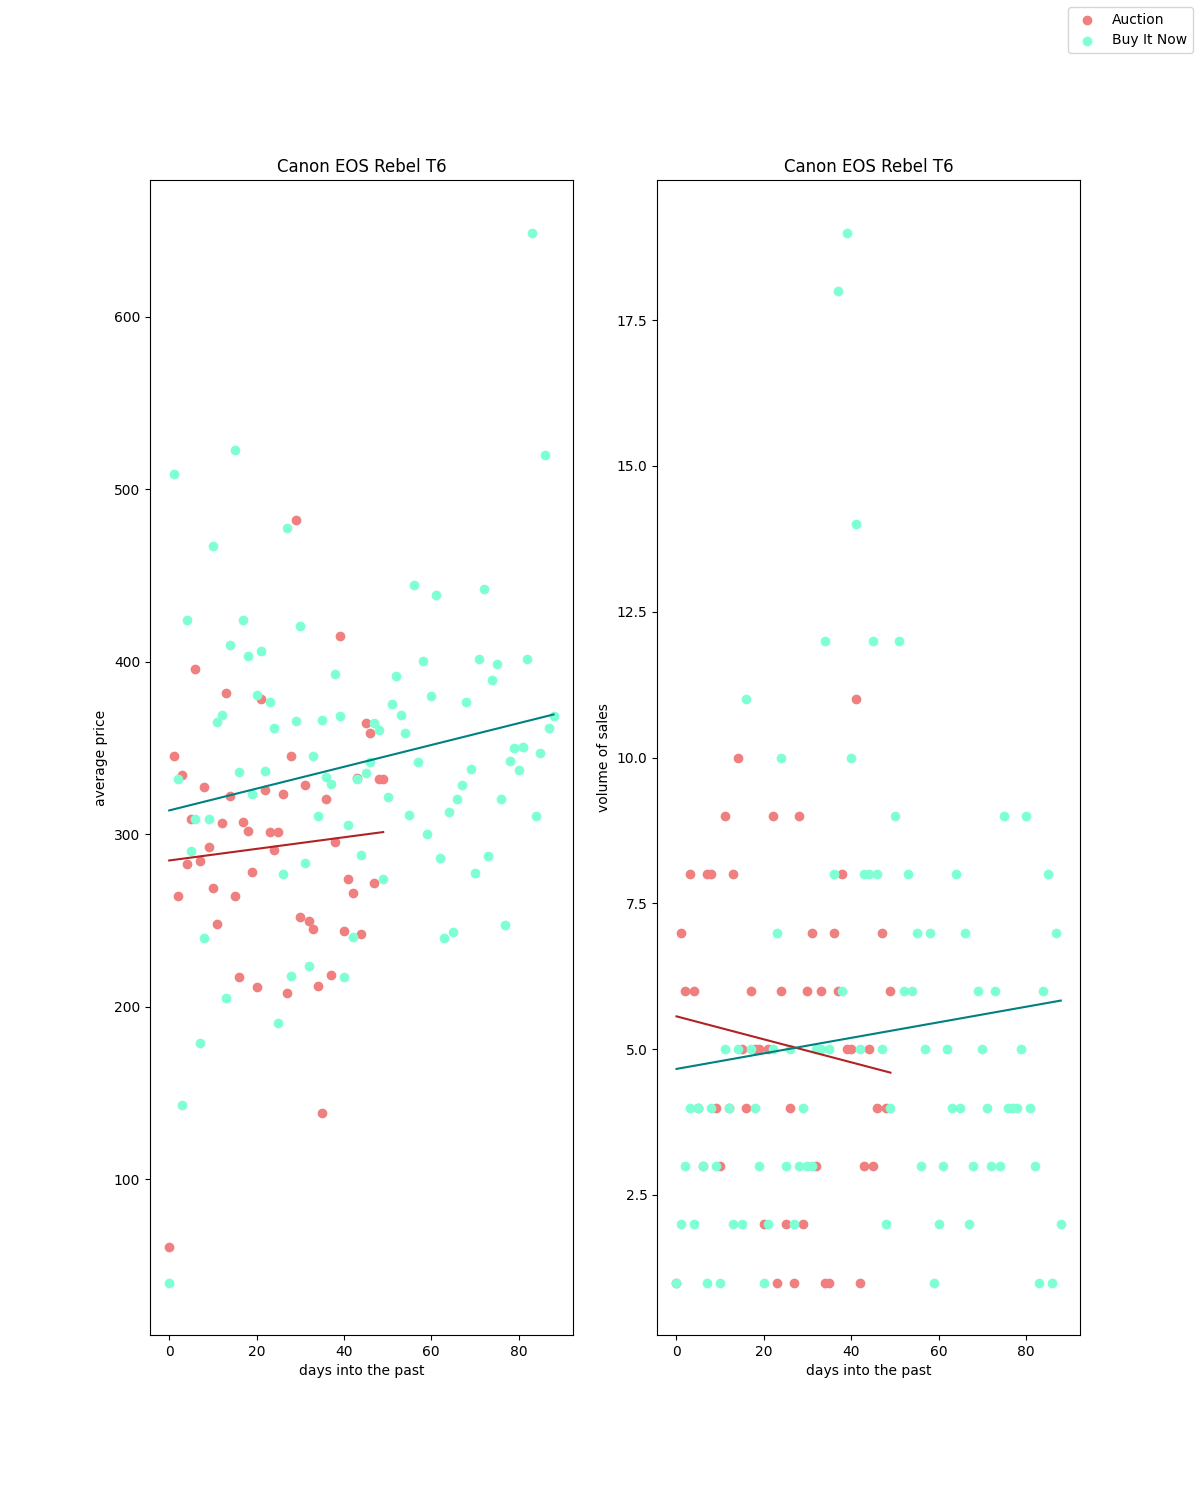 Auction
Buy It Now
Canon EOS Rebel T6
Canon EOS Rebel T6
average price
600
500
400
300
200
100
0
20
40
60
80
days into the past
volume of sales
17.5
15.0
12.5
10.0
7.5
5.0
2.5
0
20
40
60
80
days into the past